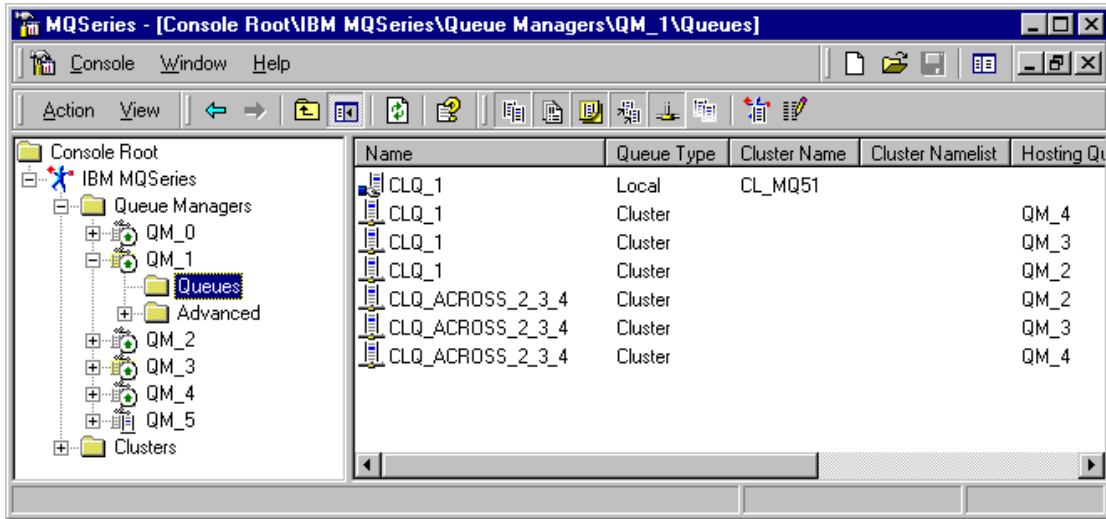 MQSeries - [Console Root\IBM MQSeries\Queue Managers\QM_1\Queues]
Console Window Help
Action View
Console Root
IBM MQSeries
Queue Managers
QM_0
QM_1
Queues
Advanced
QM_2
QM_3
QM_4
QM_5
Clusters
Name Queue Type Cluster Name Cluster Namelist Hosting Qu
CLQ_1 Local CL_MQ51
CLQ_1 Cluster QM_4
CLQ_1 Cluster QM_3
CLQ_1 Cluster QM_2
CLQ_ACROSS_2_3_4 Cluster QM_2
CLQ_ACROSS_2_3_4 Cluster QM_3
CLQ_ACROSS_2_3_4 Cluster QM_4